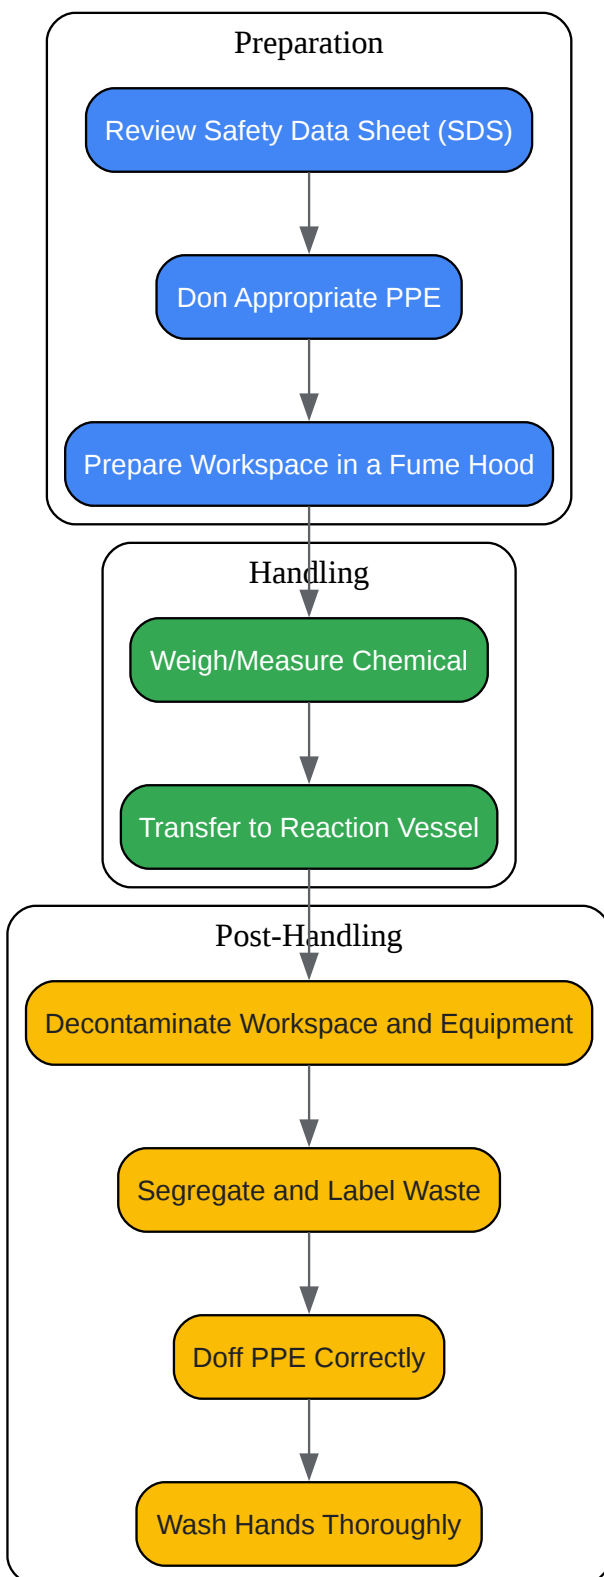 Preparation
Review Safety Data Sheet (SDS)
Don Appropriate PPE
Prepare Workspace in a Fume Hood
Handling
Weigh/Measure Chemical
Transfer to Reaction Vessel
Post-Handling
Decontaminate Workspace and Equipment
Segregate and Label Waste
Doff PPE Correctly
Wash Hands Thoroughly